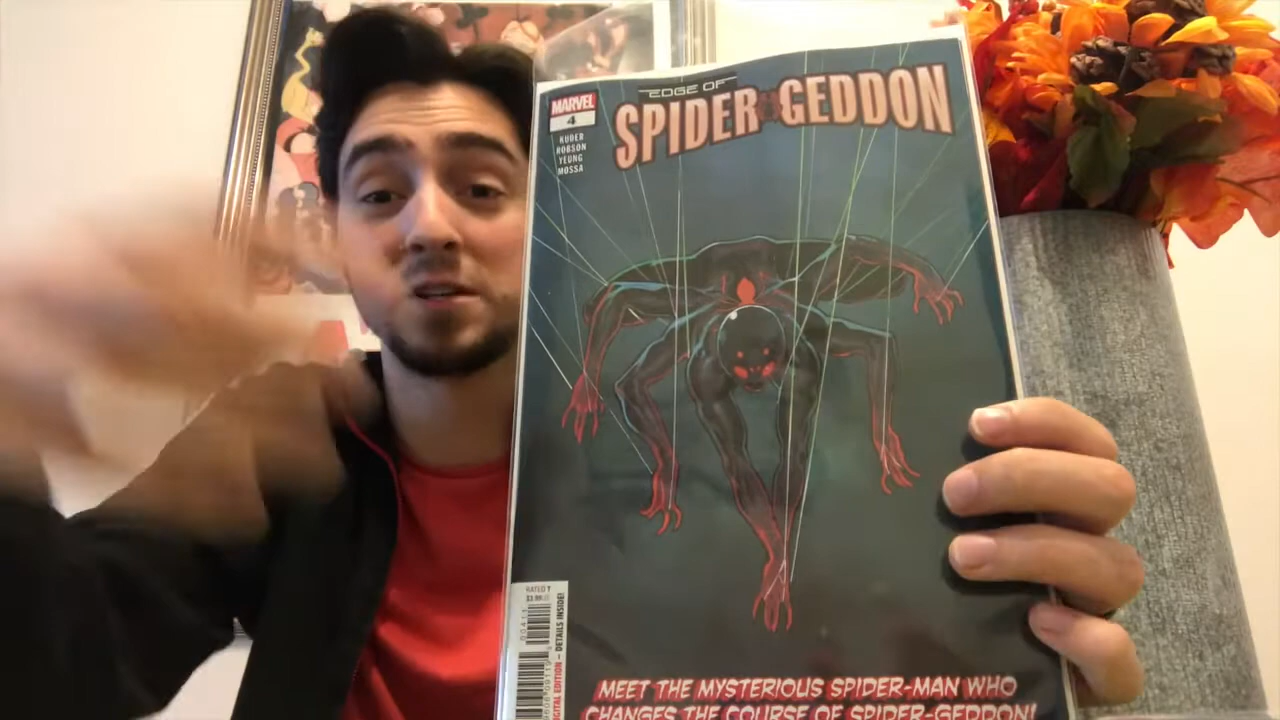 EDGE OF
SPIDER GEDDON
MARVEL
4
KUDER
ROBSON
YEUNG
MOSSA
RATED T
DIGITAL EDITION – DETAILS INSIDE!
MEET THE MYSTERIOUS SPIDER-MAN WHO
CHANGES THE COURSE OF SPIDER-GEDDON!